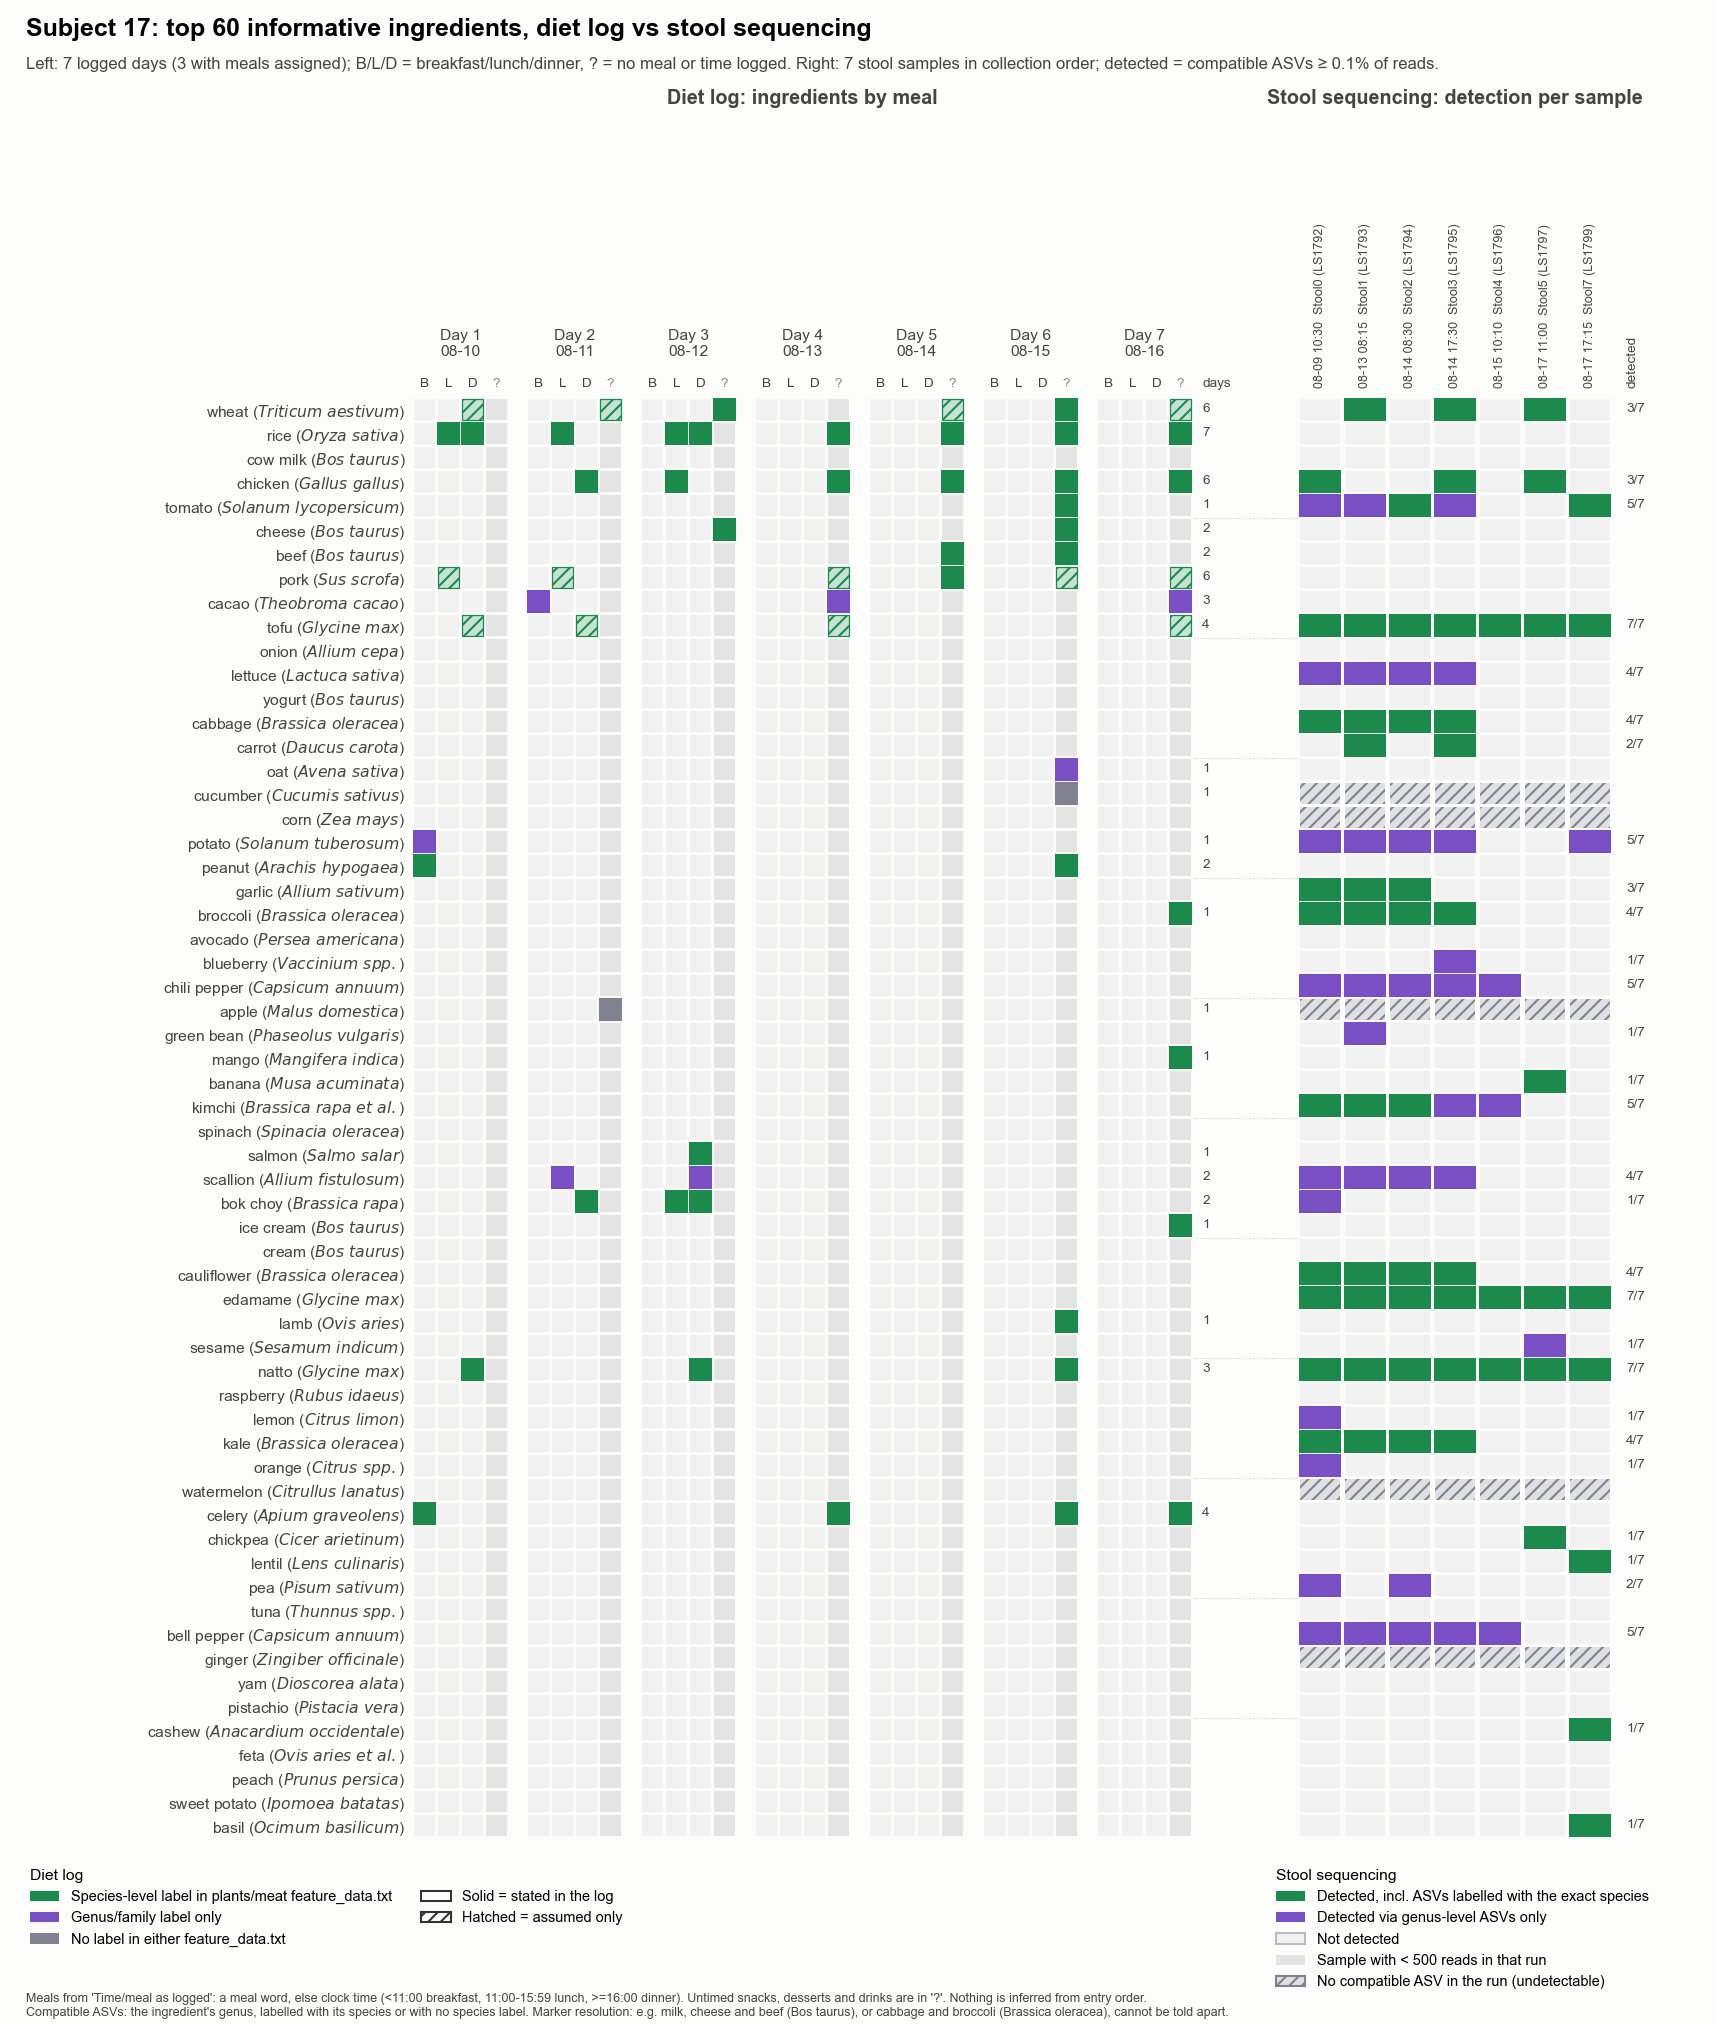 Subject 17: top 60 informative ingredients, diet log vs stool sequencing
Left: 7 logged days (3 with meals assigned); B/L/D = breakfast/lunch/dinner, ? = no meal or time logged. Right: 7 stool samples in collection order; detected = compatible ASVs ≥ 0.1% of reads.
Diet log: ingredients by meal
Stool sequencing: detection per sample
08-09 10:30 Stool0 (LS1792)
08-13 08:15 Stool1 (LS1793)
08-14 08:30 Stool2 (LS1794)
08-14 17:30 Stool3 (LS1795)
08-15 10:10 Stool4 (LS1796)
08-17 11:00 Stool5 (LS1797)
08-17 17:15 Stool7 (LS1799)
detected
Day 1 Day 2 Day 3 Day 4 Day 5 Day 6 Day 7
08-10 08-11 08-12 08-13 08-14 08-15 08-16
B L D ? B L D ? B L D ? B L D ? B L D ? B L D ? B L D ? days
wheat (Triticum aestivum) 6 3/7
rice (Oryza sativa) 7
cow milk (Bos taurus)
chicken (Gallus gallus) 6 3/7
tomato (Solanum lycopersicum) 1 5/7
cheese (Bos taurus) 2
beef (Bos taurus) 2
pork (Sus scrofa) 6
cacao (Theobroma cacao) 3
tofu (Glycine max) 4 7/7
onion (Allium cepa)
lettuce (Lactuca sativa) 4/7
yogurt (Bos taurus)
cabbage (Brassica oleracea) 4/7
carrot (Daucus carota) 2/7
oat (Avena sativa) 1
cucumber (Cucumis sativus) 1
corn (Zea mays)
potato (Solanum tuberosum) 1 5/7
peanut (Arachis hypogaea) 2
garlic (Allium sativum) 3/7
broccoli (Brassica oleracea) 1 4/7
avocado (Persea americana)
blueberry (Vaccinium spp. ) 1/7
chili pepper (Capsicum annuum) 5/7
apple (Malus domestica) 1
green bean (Phaseolus vulgaris) 1/7
mango (Mangifera indica) 1
banana (Musa acuminata) 1/7
kimchi (Brassica rapa et al. ) 5/7
spinach (Spinacia oleracea)
salmon (Salmo salar) 1
scallion (Allium fistulosum) 2 4/7
bok choy (Brassica rapa) 2 1/7
ice cream (Bos taurus) 1
cream (Bos taurus)
cauliflower (Brassica oleracea) 4/7
edamame (Glycine max) 7/7
lamb (Ovis aries) 1
sesame (Sesamum indicum) 1/7
natto (Glycine max) 3 7/7
raspberry (Rubus idaeus)
lemon (Citrus limon) 1/7
kale (Brassica oleracea) 4/7
orange (Citrus spp. ) 1/7
watermelon (Citrullus lanatus)
celery (Apium graveolens) 4
chickpea (Cicer arietinum) 1/7
lentil (Lens culinaris) 1/7
pea (Pisum sativum) 2/7
tuna (Thunnus spp. )
bell pepper (Capsicum annuum) 5/7
ginger (Zingiber officinale)
yam (Dioscorea alata)
pistachio (Pistacia vera)
cashew (Anacardium occidentale) 1/7
feta (Ovis aries et al. )
peach (Prunus persica)
sweet potato (Ipomoea batatas)
basil (Ocimum basilicum) 1/7
Diet log
Species-level label in plants/meat feature_data.txt
Genus/family label only
No label in either feature_data.txt
Solid = stated in the log
Hatched = assumed only
Stool sequencing
Detected, incl. ASVs labelled with the exact species
Detected via genus-level ASVs only
Not detected
Sample with < 500 reads in that run
No compatible ASV in the run (undetectable)
Meals from 'Time/meal as logged': a meal word, else clock time (<11:00 breakfast, 11:00-15:59 lunch, >=16:00 dinner). Untimed snacks, desserts and drinks are in '?'. Nothing is inferred from entry order.
Compatible ASVs: the ingredient's genus, labelled with its species or with no species label. Marker resolution: e.g. milk, cheese and beef (Bos taurus), or cabbage and broccoli (Brassica oleracea), cannot be told apart.